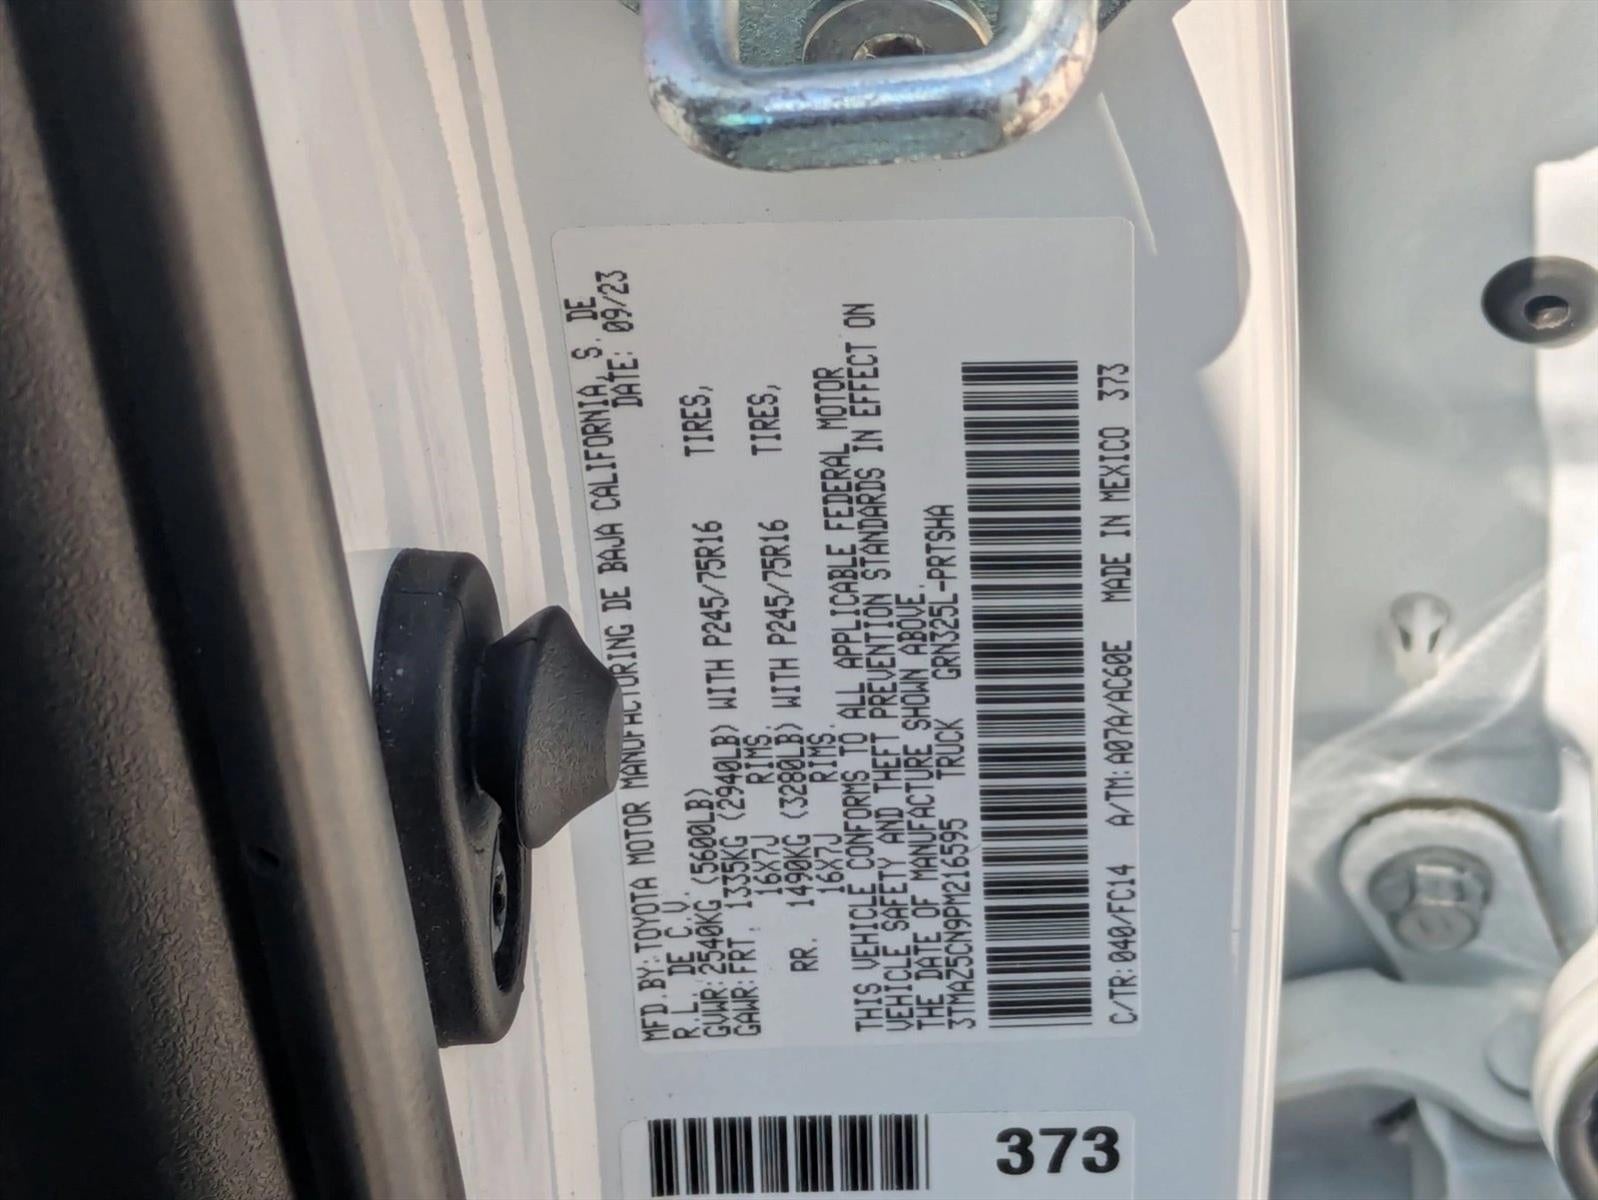 MFD.BY:TOYOTA MOTOR MANUFACTURING DE BAJA CALIFORNIA, S. DE
R.L. DE C.V. DATE: 09/23
GVWR:2540KG (5600LB)
GAWR:FRT. 1335KG (2940LB) WITH P245/75R16 TIRES,
16X7J RIMS.
RR. 1490KG (3280LB) WITH P245/75R16 TIRES,
16X7J RIMS.
THIS VEHICLE CONFORMS TO ALL APPLICABLE FEDERAL MOTOR
VEHICLE SAFETY AND THEFT PREVENTION STANDARDS IN EFFECT ON
THE DATE OF MANUFACTURE SHOWN ABOVE.
3TMAZ5CN9PM216595 TRUCK GRN325L-PRTSHA
C/TR:040/FC14 A/TM:A07A/AC60E MADE IN MEXICO 373
373